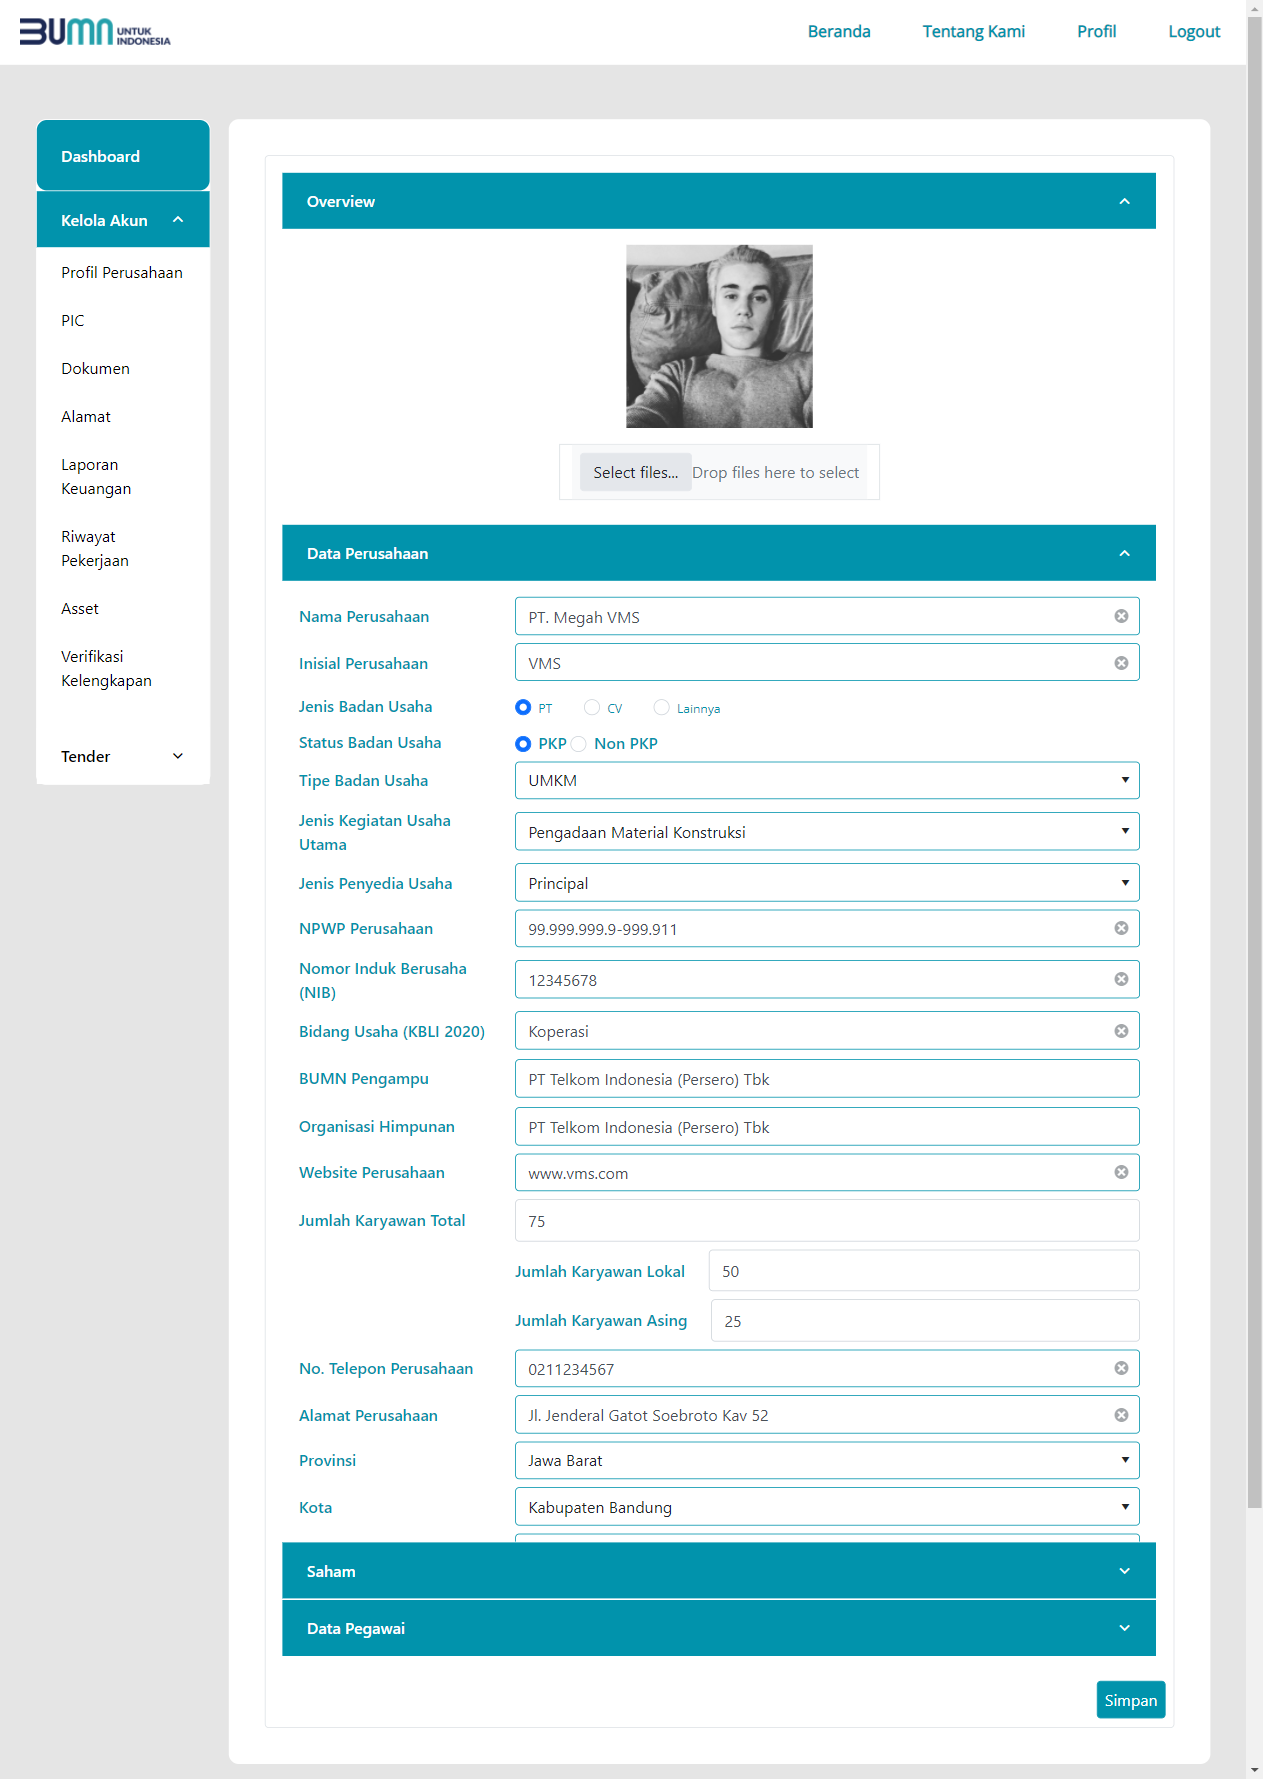 BUMN UNTUK
INDONESIA
Beranda
Tentang Kami
Profil
Logout
Dashboard
Kelola Akun
Profil Perusahaan
PIC
Dokumen
Alamat
Laporan
Keuangan
Riwayat
Pekerjaan
Asset
Verifikasi
Kelengkapan
Tender
Overview
Select files... Drop files here to select
Data Perusahaan
Nama Perusahaan PT. Megah VMS
Inisial Perusahaan VMS
Jenis Badan Usaha PT CV Lainnya
Status Badan Usaha PKP Non PKP
Tipe Badan Usaha UMKM
Jenis Kegiatan Usaha
Utama Pengadaan Material Konstruksi
Jenis Penyedia Usaha Principal
NPWP Perusahaan 99.999.999.9-999.911
Nomor Induk Berusaha
(NIB) 12345678
Bidang Usaha (KBLI 2020) Koperasi
BUMN Pengampu PT Telkom Indonesia (Persero) Tbk
Organisasi Himpunan PT Telkom Indonesia (Persero) Tbk
Website Perusahaan www.vms.com
Jumlah Karyawan Total 75
Jumlah Karyawan Lokal 50
Jumlah Karyawan Asing 25
No. Telepon Perusahaan 0211234567
Alamat Perusahaan Jl. Jenderal Gatot Soebroto Kav 52
Provinsi Jawa Barat
Kota Kabupaten Bandung
Saham
Data Pegawai
Simpan